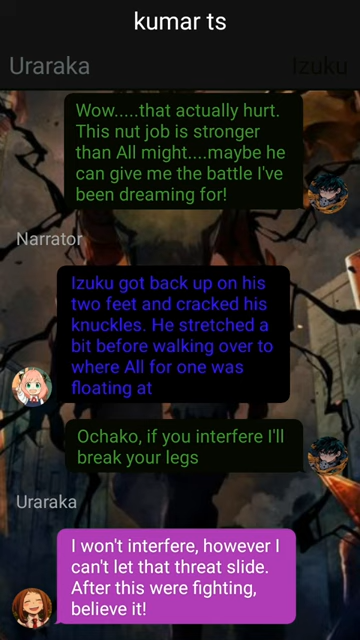 kumar ts
Uraraka
Izuku
Wow.....that actually hurt.
This nut job is stronger
than All might....maybe he
can give me the battle I've
been dreaming for!
Narrator
Izuku got back up on his
two feet and cracked his
knuckles. He stretched a
bit before walking over to
where All for one was
floating at
Ochako, if you interfere I'll
break your legs
Uraraka
I won't interfere, however I
can't let that threat slide.
After this were fighting,
believe it!